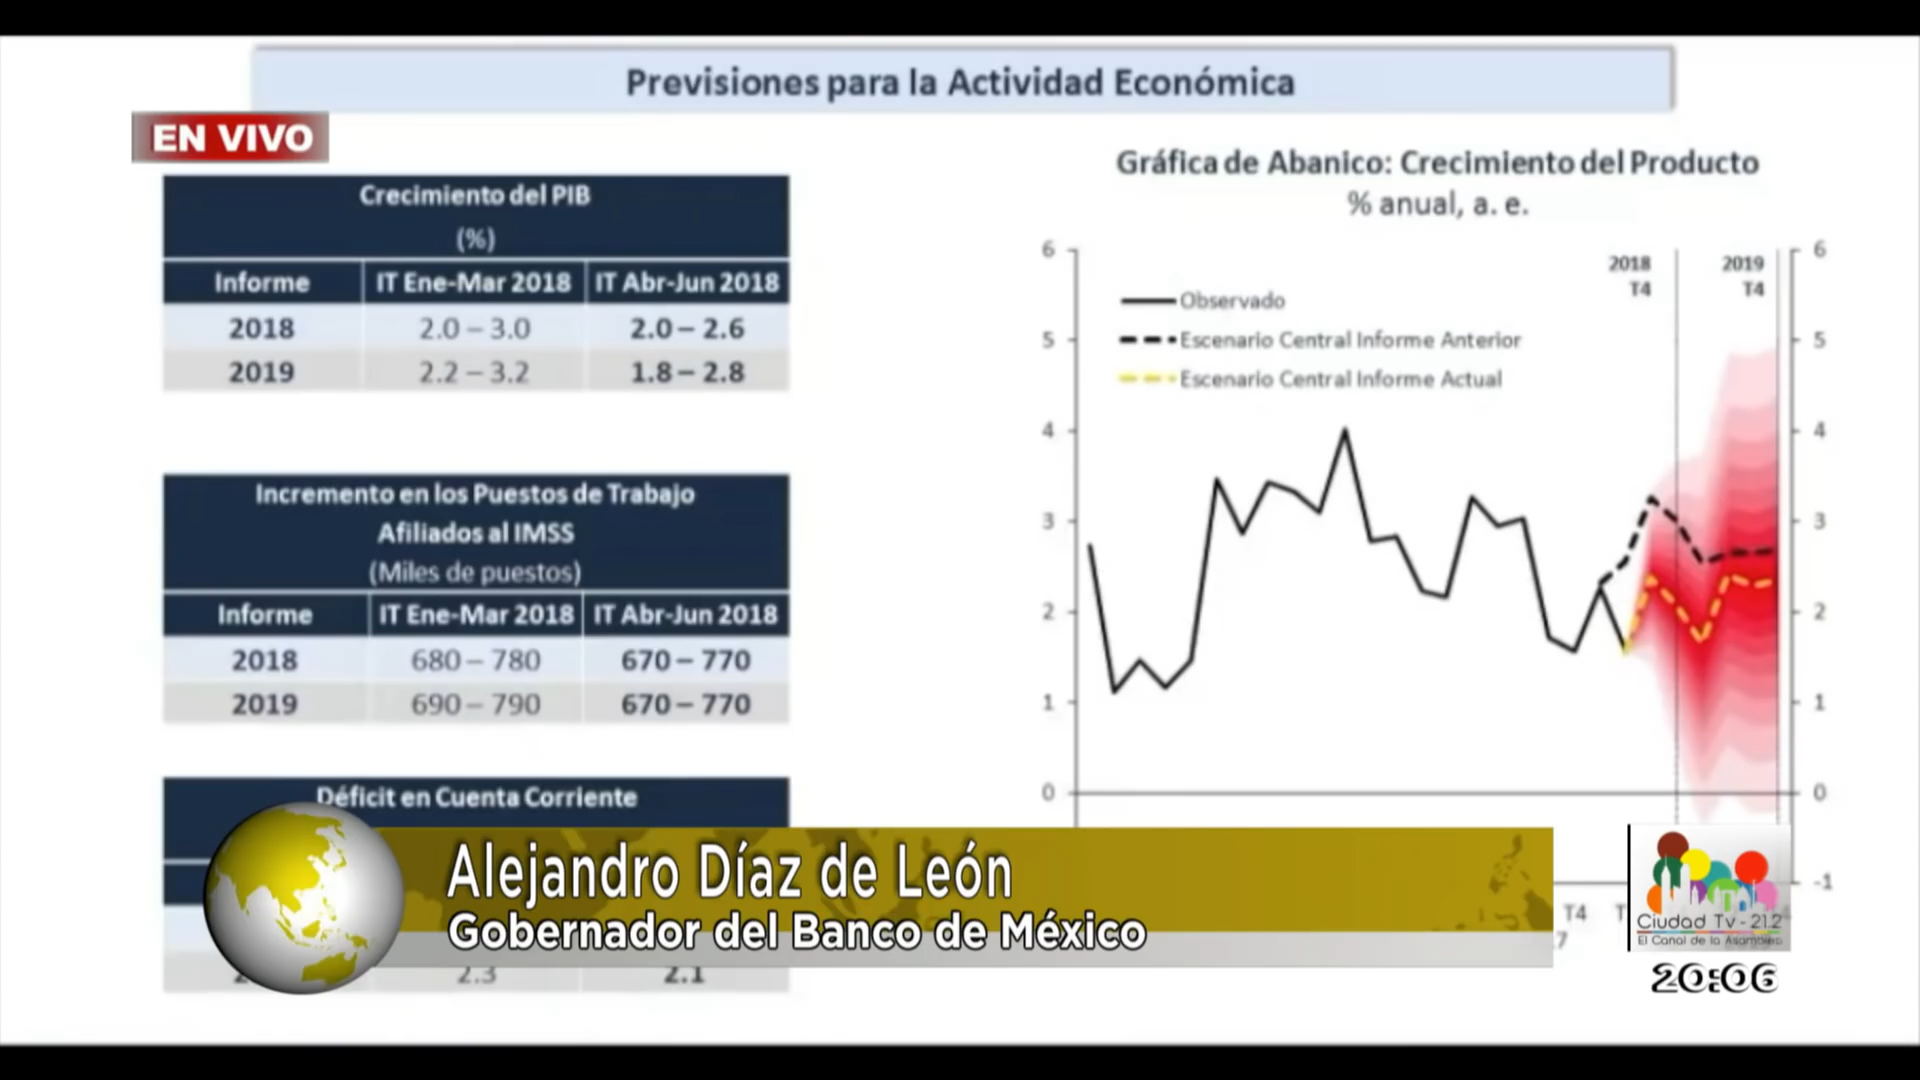 Previsiones para la Actividad Económica
EN VIVO
Crecimiento del PIB
(%)
Informe IT Ene-Mar 2018 IT Abr-Jun 2018
2018 2.0 – 3.0 2.0 – 2.6
2019 2.2 – 3.2 1.8 – 2.8
Incremento en los Puestos de Trabajo
Afiliados al IMSS
(Miles de puestos)
Informe IT Ene-Mar 2018 IT Abr-Jun 2018
2018 680 – 780 670 – 770
2019 690 – 790 670 – 770
Déficit en Cuenta Corriente
2.3 2.1
Gráfica de Abanico: Crecimiento del Producto
% anual, a. e.
2018 2019
T4 T4
Observado
Escenario Central Informe Anterior
Escenario Central Informe Actual
6 6
5 5
4 4
3 3
2 2
1 1
0 0
-1
T4
Alejandro Díaz de León
Gobernador del Banco de México
Ciudad Tv - 21.2
El Canal de la Asamblea
20:06